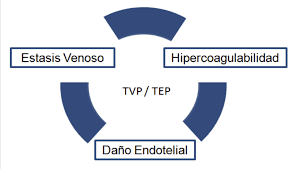 Estasis Venoso
Hipercoagulabilidad
TVP / TEP
Daño Endotelial